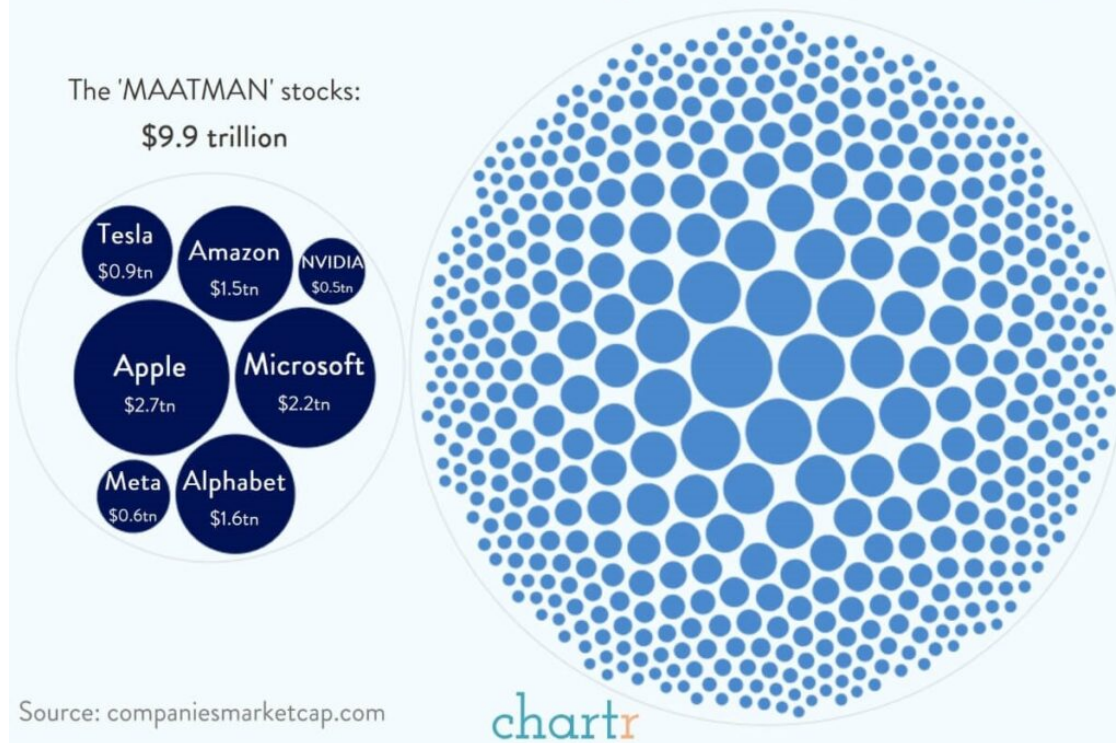 The 'MAATMAN' stocks:
$9.9 trillion
Tesla
$0.9tn
Amazon
$1.5tn
NVIDIA
$0.5tn
Apple
$2.7tn
Microsoft
$2.2tn
Meta
$0.6tn
Alphabet
$1.6tn
Source: companiesmarketcap.com
chartr